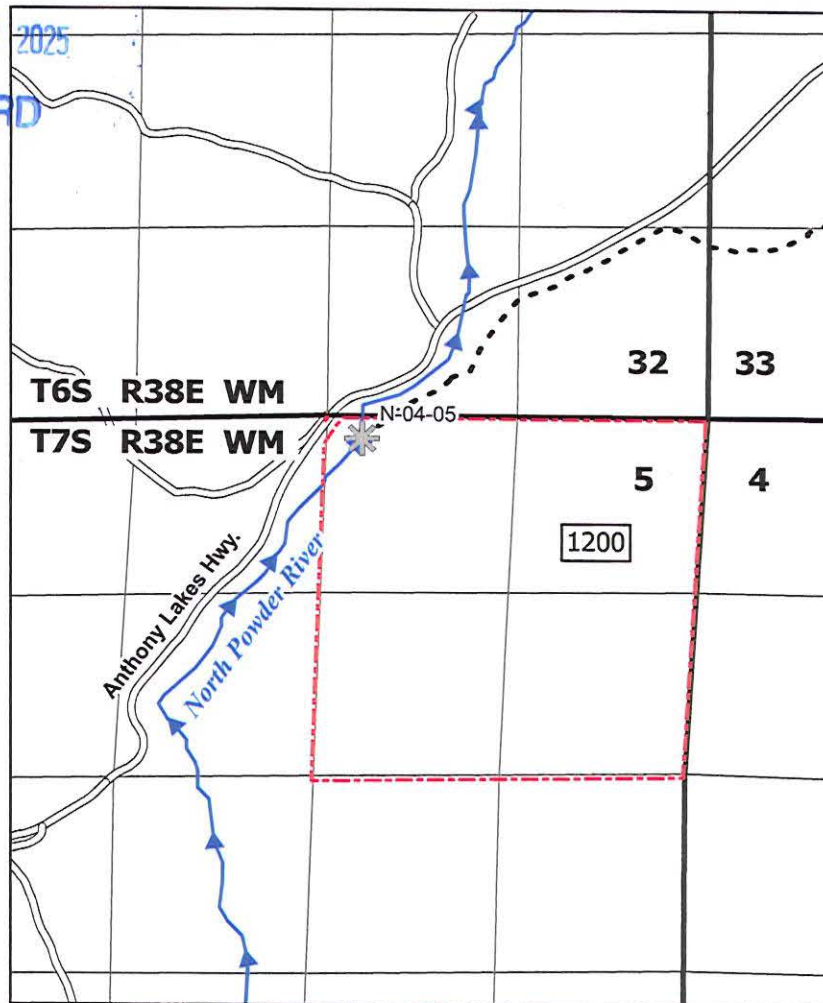 2025
RD
T6S R38E WM
32
33
N-04-05
T7S R38E WM
5
4
1200
Anthony Lakes Hwy.
North Powder River